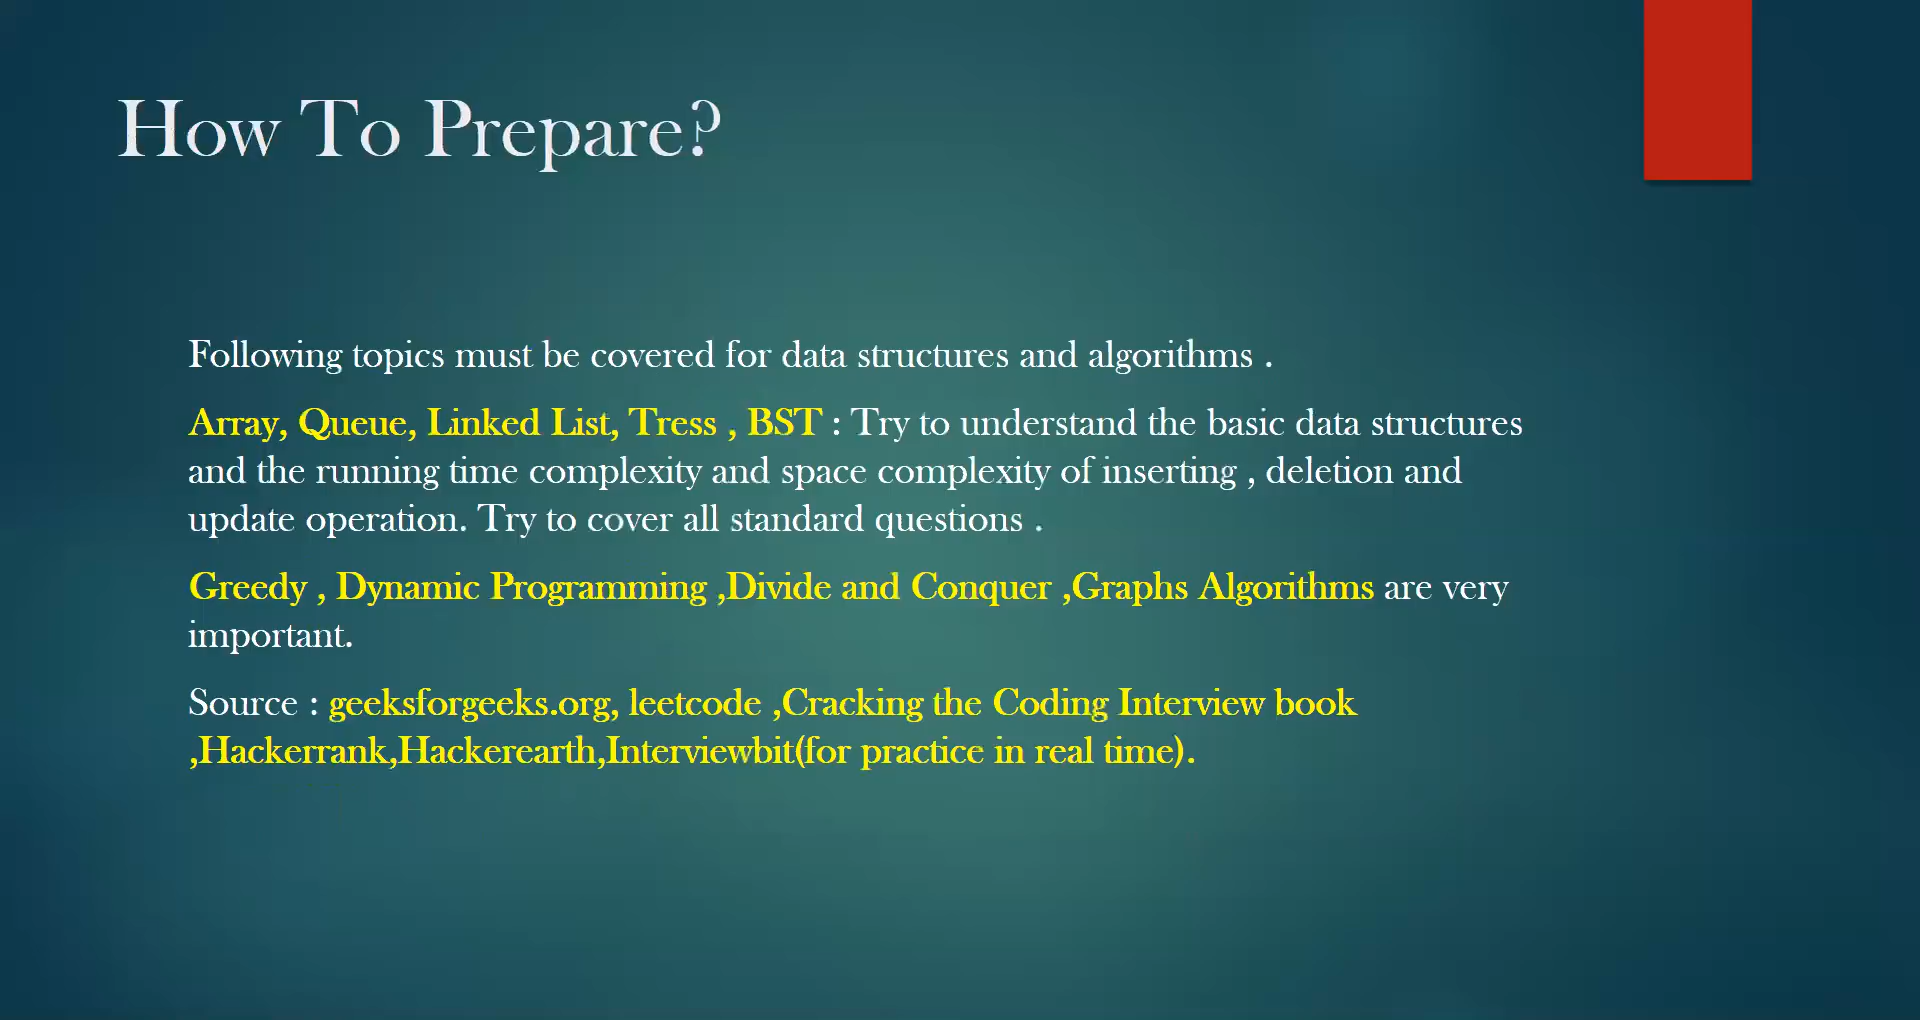 How To Prepare?
Following topics must be covered for data structures and algorithms .
Array, Queue, Linked List, Tress , BST : Try to understand the basic data structures
and the running time complexity and space complexity of inserting , deletion and
update operation. Try to cover all standard questions .
Greedy , Dynamic Programming ,Divide and Conquer ,Graphs Algorithms are very
important.
Source : geeksforgeeks.org, leetcode ,Cracking the Coding Interview book
,Hackerrank,Hackerearth,Interviewbit(for practice in real time).